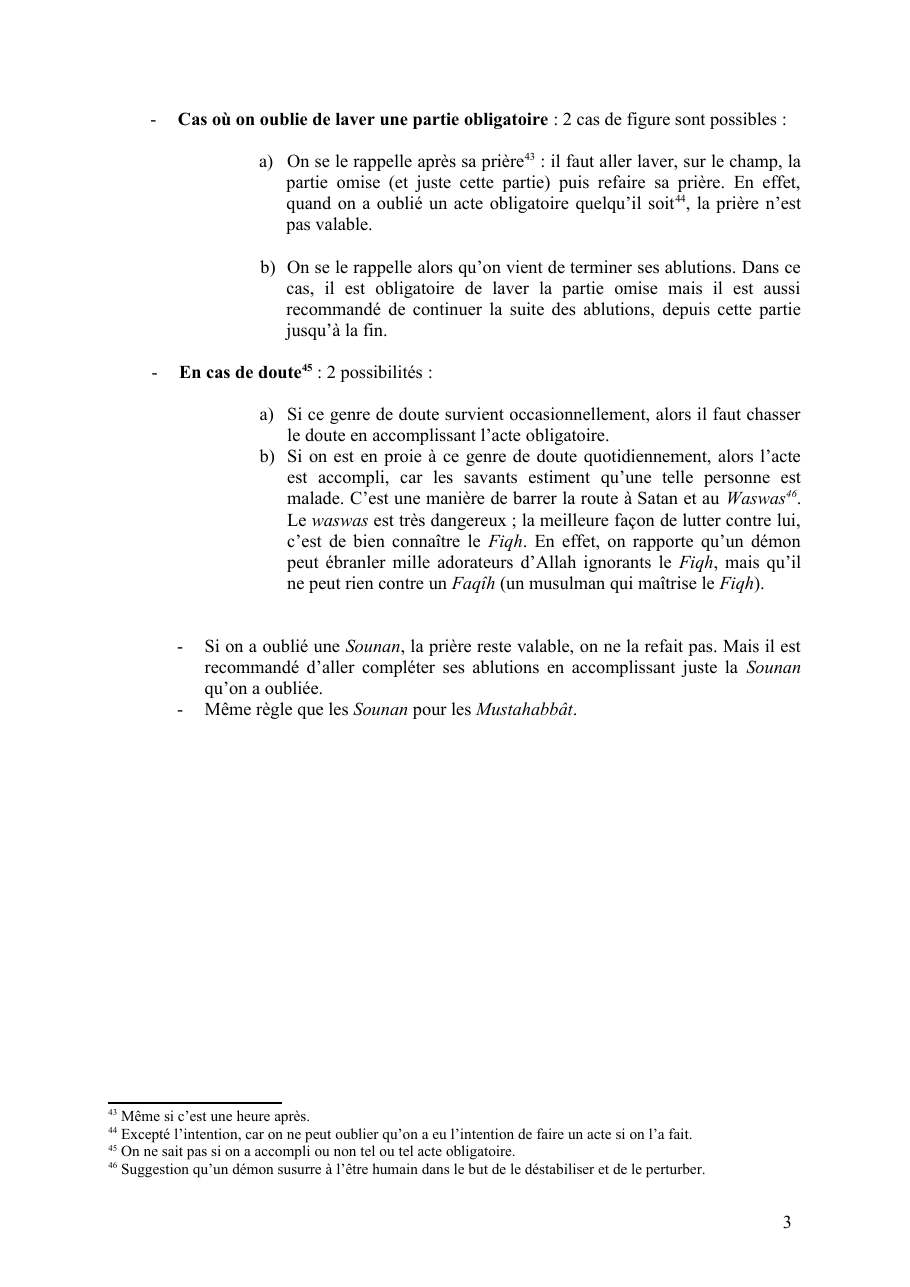 - Cas où on oublie de laver une partie obligatoire : 2 cas de figure sont possibles :
a) On se le rappelle après sa prière43 : il faut aller laver, sur le champ, la
partie omise (et juste cette partie) puis refaire sa prière. En effet,
quand on a oublié un acte obligatoire quelqu’il soit44, la prière n’est
pas valable.
b) On se le rappelle alors qu’on vient de terminer ses ablutions. Dans ce
cas, il est obligatoire de laver la partie omise mais il est aussi
recommandé de continuer la suite des ablutions, depuis cette partie
jusqu’à la fin.
- En cas de doute45 : 2 possibilités :
a) Si ce genre de doute survient occasionnellement, alors il faut chasser
le doute en accomplissant l’acte obligatoire.
b) Si on est en proie à ce genre de doute quotidiennement, alors l’acte
est accompli, car les savants estiment qu’une telle personne est
malade. C’est une manière de barrer la route à Satan et au Waswas46.
Le waswas est très dangereux ; la meilleure façon de lutter contre lui,
c’est de bien connaître le Fiqh. En effet, on rapporte qu’un démon
peut ébranler mille adorateurs d’Allah ignorants le Fiqh, mais qu’il
ne peut rien contre un Faqîh (un musulman qui maîtrise le Fiqh).
- Si on a oublié une Sounan, la prière reste valable, on ne la refait pas. Mais il est
recommandé d’aller compléter ses ablutions en accomplissant juste la Sounan
qu’on a oubliée.
- Même règle que les Sounan pour les Mustahabbât.
43 Même si c’est une heure après.
44 Excepté l’intention, car on ne peut oublier qu’on a eu l’intention de faire un acte si on l’a fait.
45 On ne sait pas si on a accompli ou non tel ou tel acte obligatoire.
46 Suggestion qu’un démon susurre à l’être humain dans le but de le déstabiliser et de le perturber.
3